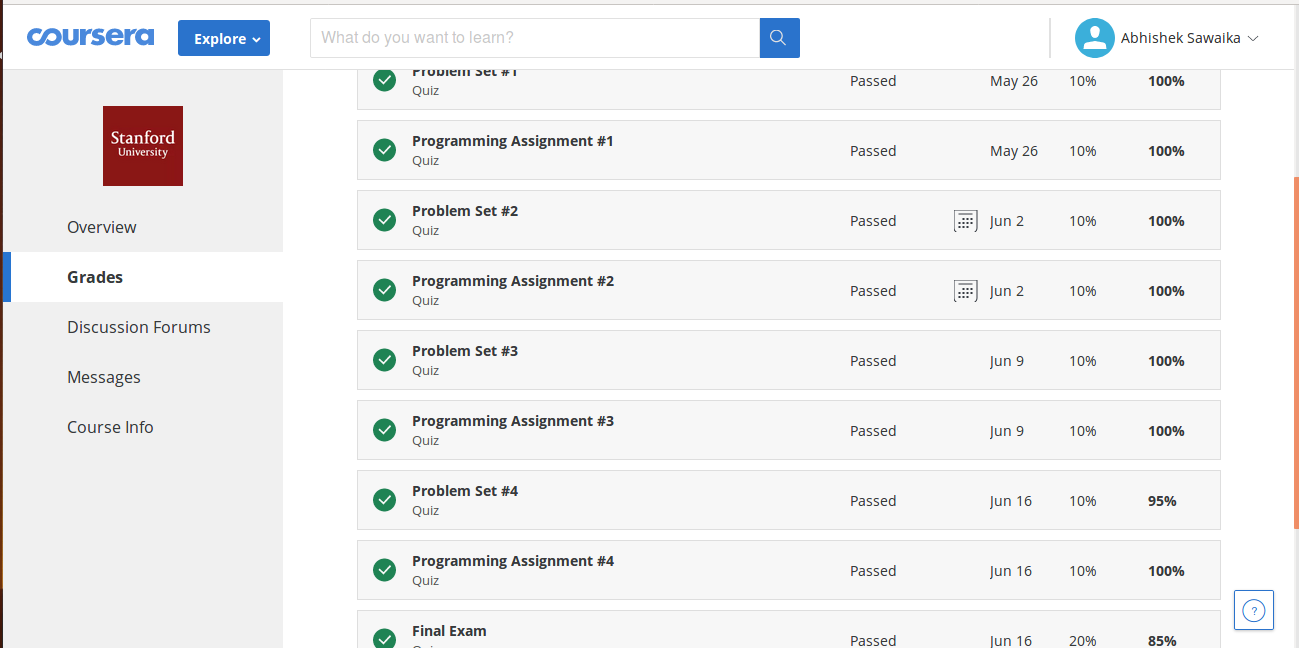 coursera
Explore
What do you want to learn?
Abhishek Sawaika
Stanford
University
Overview
Grades
Discussion Forums
Messages
Course Info
Problem Set #1
Quiz
Passed May 26 10% 100%
Programming Assignment #1
Quiz
Passed May 26 10% 100%
Problem Set #2
Quiz
Passed Jun 2 10% 100%
Programming Assignment #2
Quiz
Passed Jun 2 10% 100%
Problem Set #3
Quiz
Passed Jun 9 10% 100%
Programming Assignment #3
Quiz
Passed Jun 9 10% 100%
Problem Set #4
Quiz
Passed Jun 16 10% 95%
Programming Assignment #4
Quiz
Passed Jun 16 10% 100%
Final Exam
Passed Jun 16 20% 85%
?